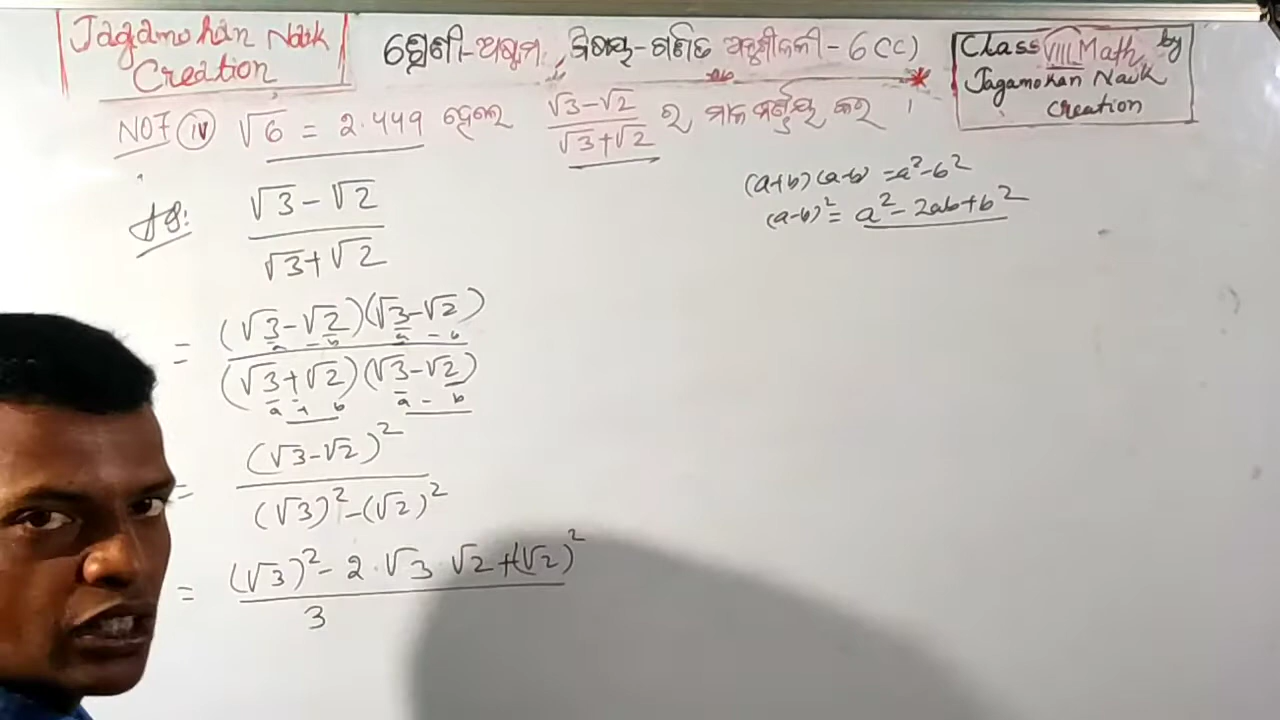 Jagamohan Naik
Creation
ଶ୍ରେଣୀ-ଅଷ୍ଟମ, ବିଷୟ-ଗଣିତ ଅନୁଶୀଳନୀ - 6(C)
Class VIII Math by
Jagamohan Naik
Creation
NO7 (iv) √6 = 2.449 ହେଲେ (√3-√2)/(√3+√2) ର ମାନ ନିର୍ଣ୍ଣୟ କର ।
(a+b)(a-b) = a²-b²
(a-b)² = a²-2ab+b²
(√3-√2)/(√3+√2)
= (√3-√2)(√3-√2)
a - b a - b
(√3+√2)(√3-√2)
a + b a - b
= (√3-√2)²
(√3)²-(√2)²
= (√3)²-2·√3·√2+(√2)²
3